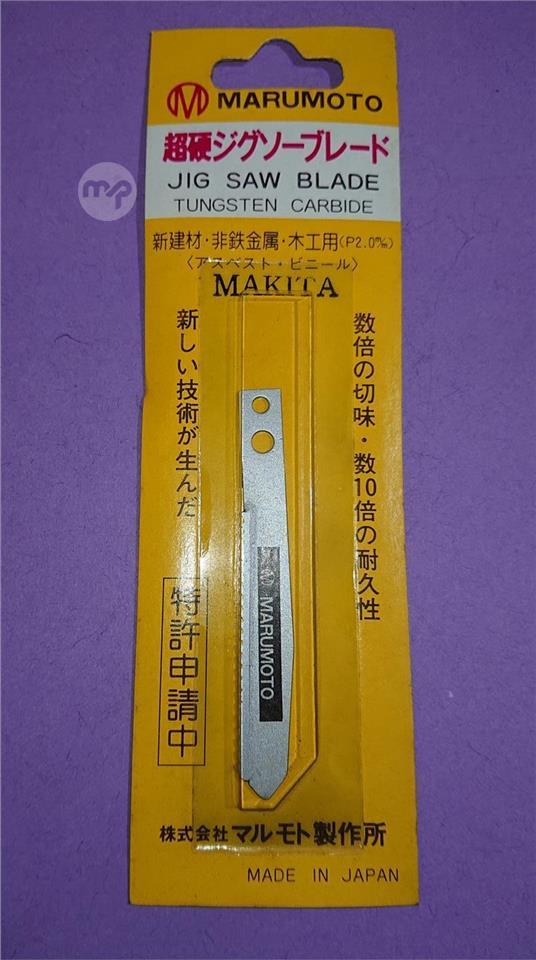 MARUMOTO
超硬ジグソーブレード
JIG SAW BLADE
TUNGSTEN CARBIDE
mp
新建材・非鉄金属・木工用(P2.0㎜)
〈アスベスト・ビニール〉
MAKITA
新しい技術が生んだ
数倍の切味・数10倍の耐久性
特許申請中
MARUMOTO
株式会社 マルモト製作所
MADE IN JAPAN